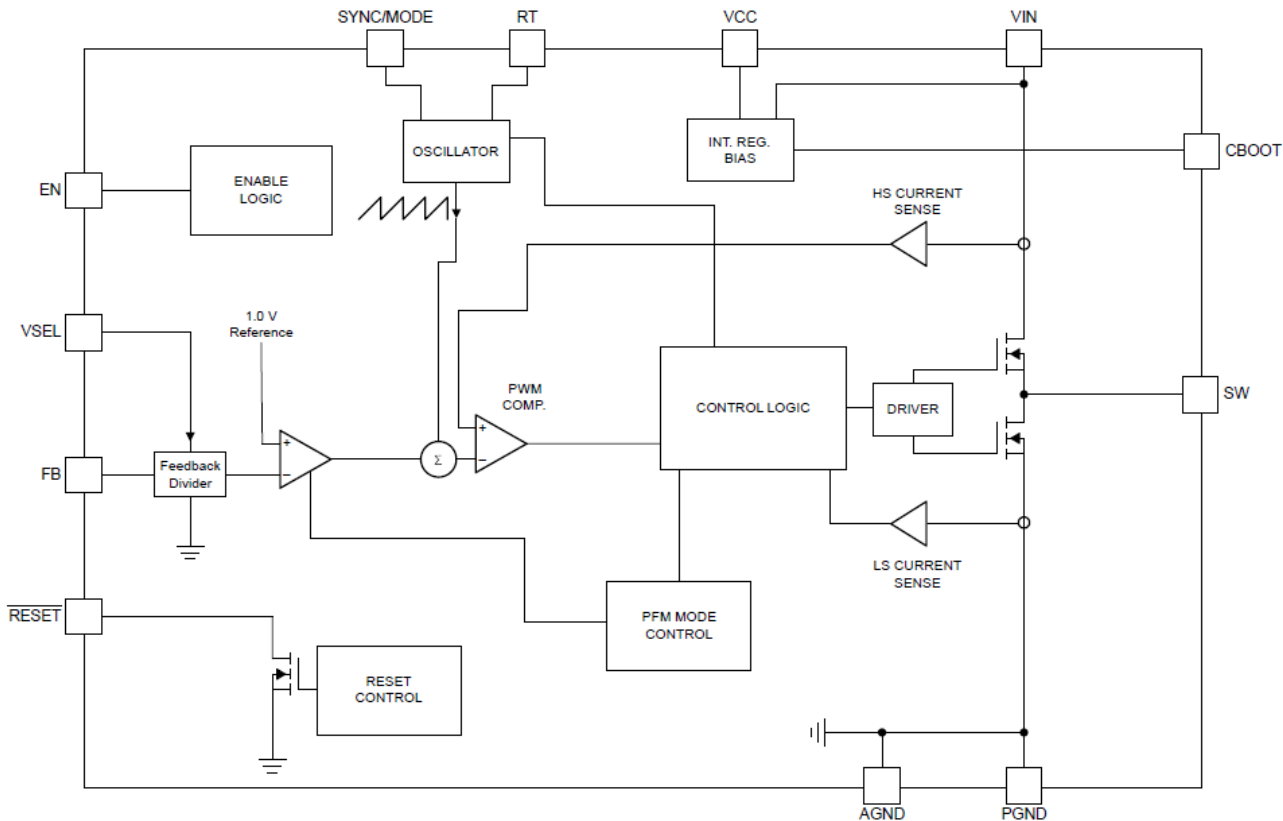 SYNC/MODE
RT
VCC
VIN
OSCILLATOR
INT. REG.
BIAS
CBOOT
EN
ENABLE
LOGIC
HS CURRENT
SENSE
VSEL
1.0 V
Reference
PWM
COMP.
CONTROL LOGIC
DRIVER
SW
+
+
FB
Feedback
Divider
−
Σ
−
LS CURRENT
SENSE
RESET
PFM MODE
CONTROL
RESET
CONTROL
AGND
PGND